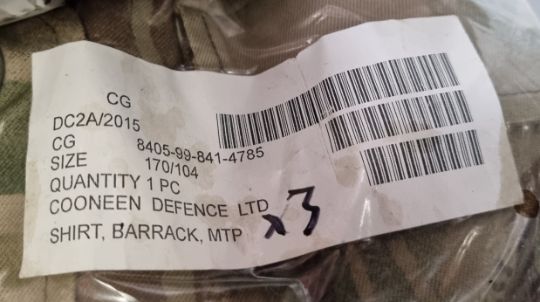 CG
DC2A/2015
CG 8405-99-841-4785
SIZE 170/104
QUANTITY 1 PC
COONEEN DEFENCE LTD
SHIRT, BARRACK, MTP x3